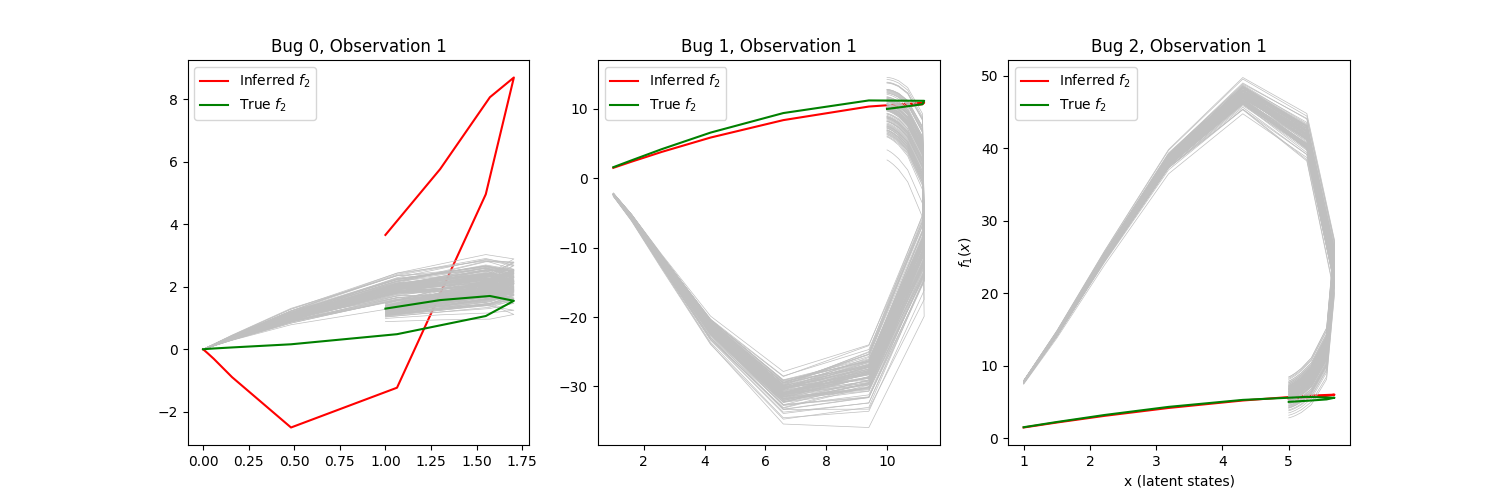 Bug 0, Observation 1
Inferred f₂
True f₂
8
6
4
2
0
−2
0.00 0.25 0.50 0.75 1.00 1.25 1.50 1.75
Bug 1, Observation 1
Inferred f₂
True f₂
10
0
−10
−20
−30
2 4 6 8 10
Bug 2, Observation 1
Inferred f₂
True f₂
f₁(x)
50
40
30
20
10
0
1 2 3 4 5
x (latent states)